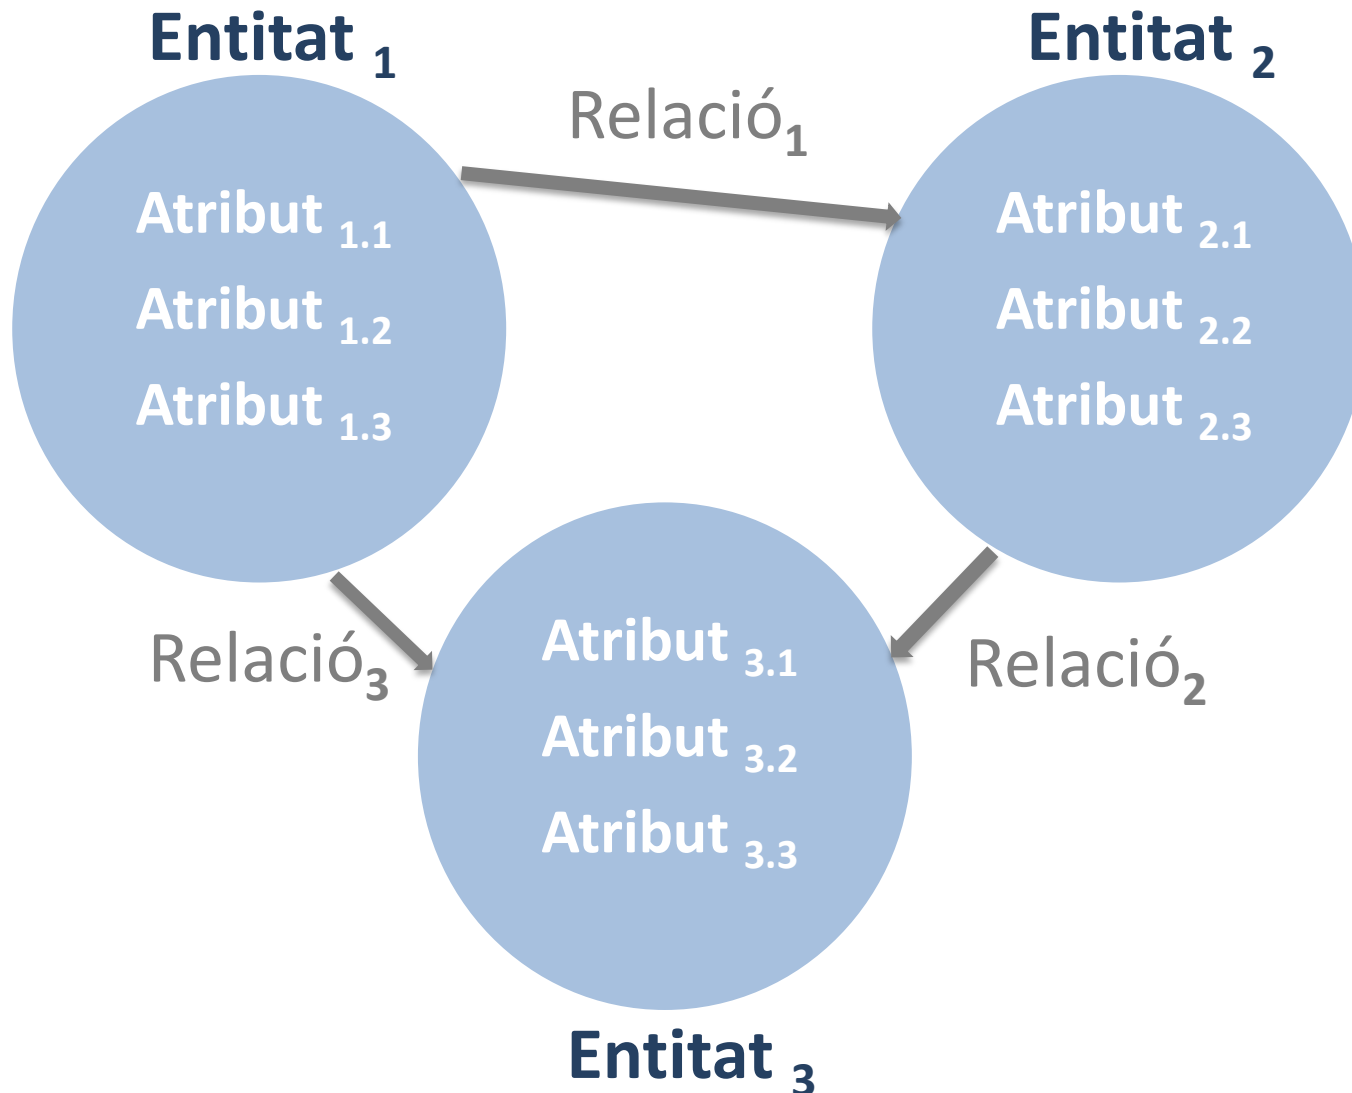 Entitat 1
Entitat 2
Relació1
Atribut 1.1
Atribut 1.2
Atribut 1.3
Atribut 2.1
Atribut 2.2
Atribut 2.3
Relació3
Relació2
Atribut 3.1
Atribut 3.2
Atribut 3.3
Entitat 3